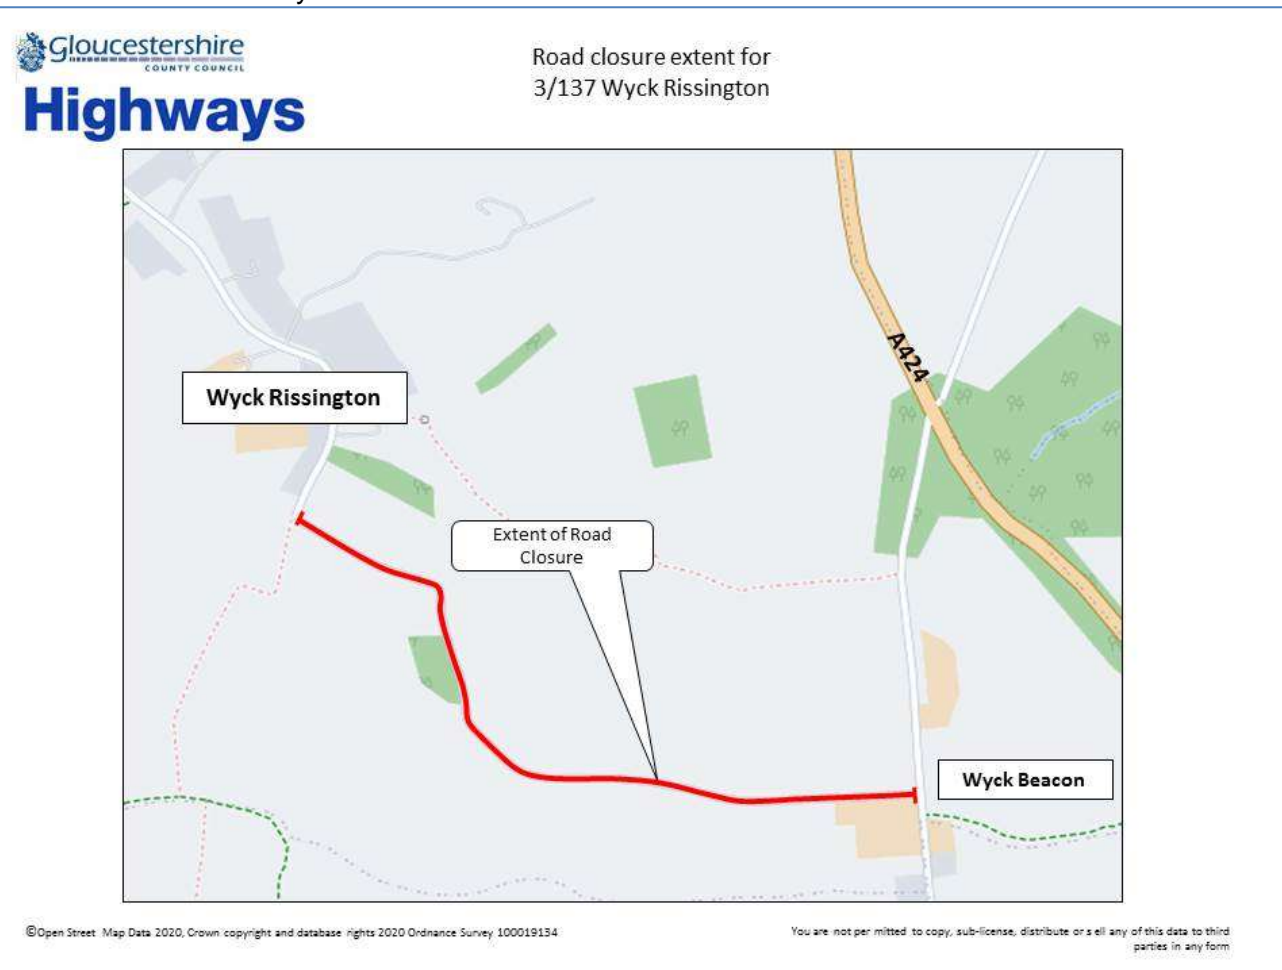 Gloucestershire
COUNTY COUNCIL
Highways
Road closure extent for
3/137 Wyck Rissington
A424
Wyck Rissington
Extent of Road
Closure
Wyck Beacon
©Open Street Map Data 2020, Crown copyright and database rights 2020 Ordnance Survey 100019134
You are not per mitted to copy, sub-license, distribute or s ell any of this data to third
parties in any form